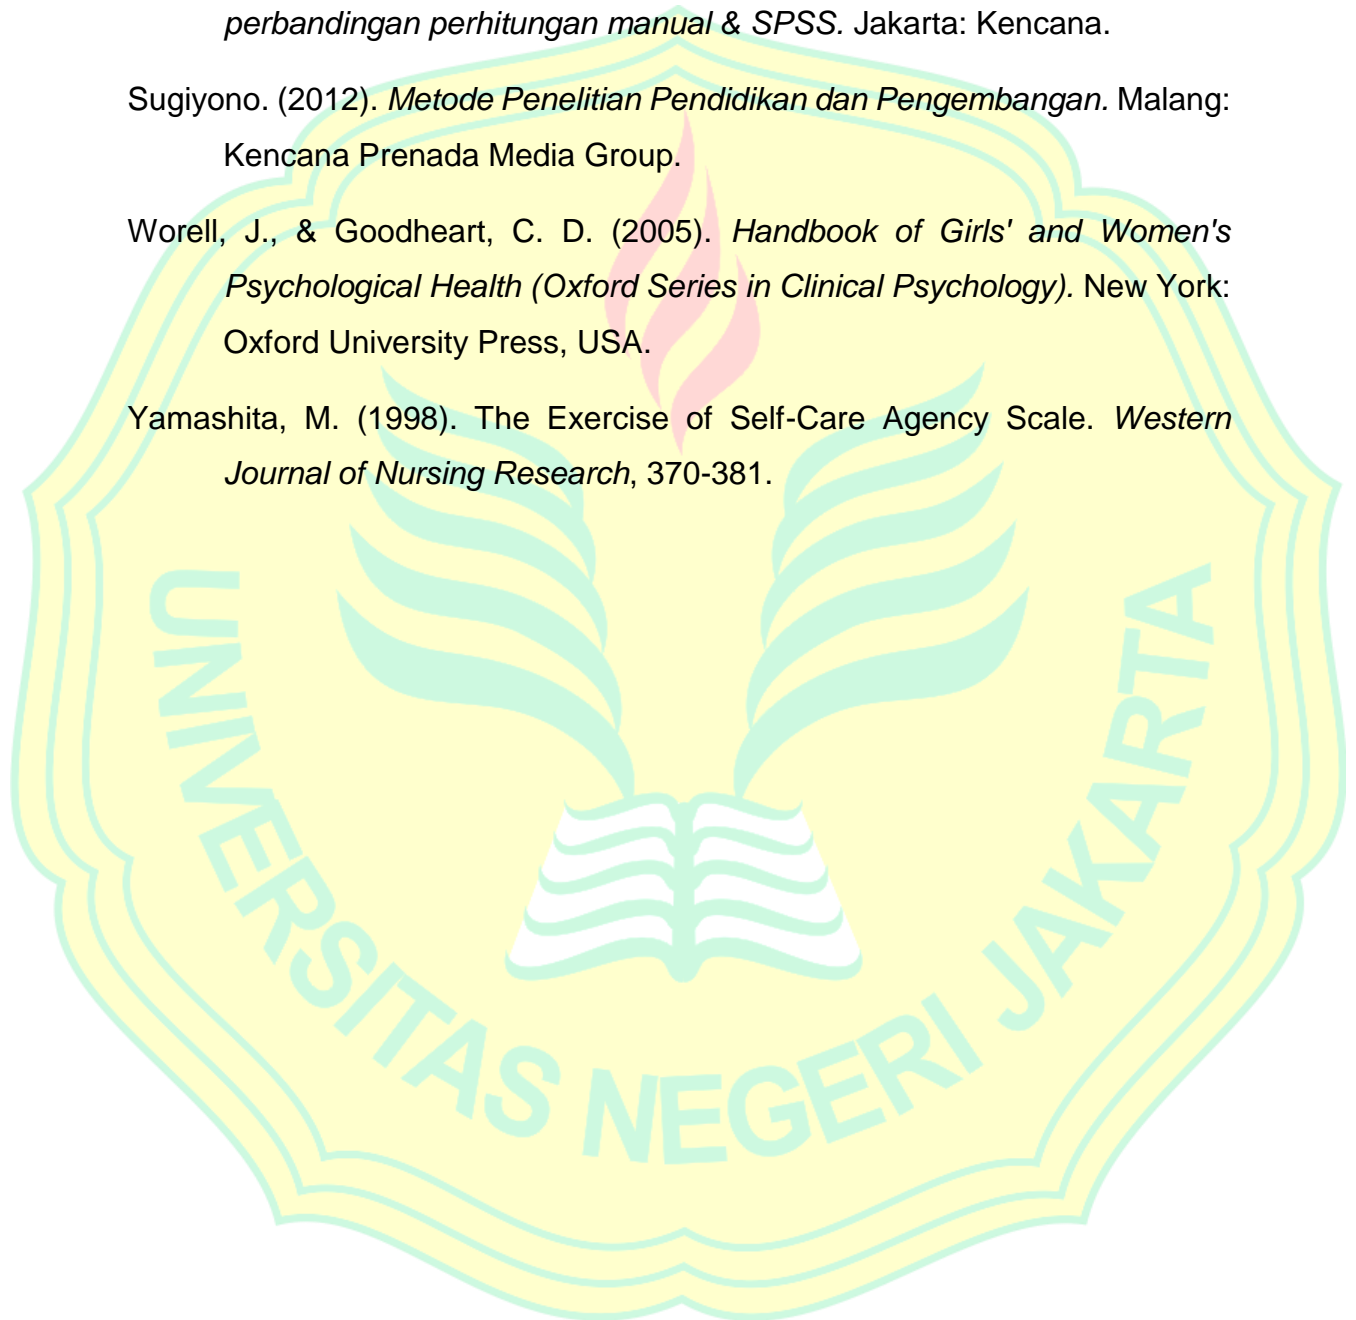 perbandingan perhitungan manual & SPSS. Jakarta: Kencana.
Sugiyono. (2012). Metode Penelitian Pendidikan dan Pengembangan. Malang:
Kencana Prenada Media Group.
Worell, J., & Goodheart, C. D. (2005). Handbook of Girls' and Women's
Psychological Health (Oxford Series in Clinical Psychology). New York:
Oxford University Press, USA.
Yamashita, M. (1998). The Exercise of Self-Care Agency Scale. Western
Journal of Nursing Research, 370-381.
UNIVERSITAS NEGERI JAKARTA